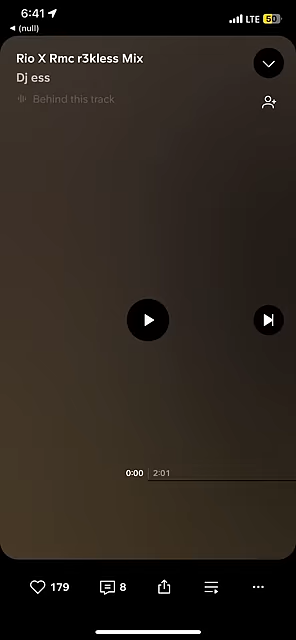 6:41
LTE 50
◀ (null)
Rio X Rmc r3kless Mix
Dj ess
Behind this track
0:00 | 2:01
179
8